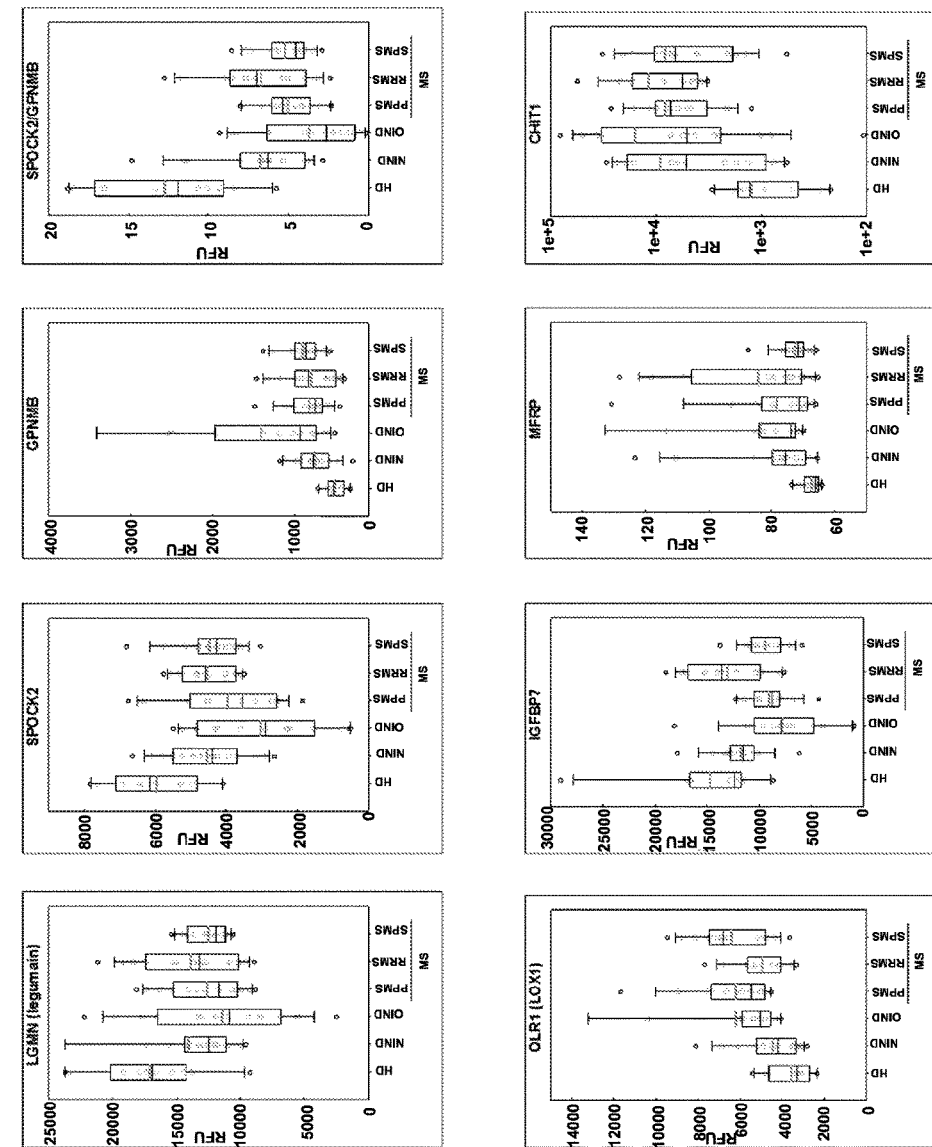 SPOCK2/GPNMB
20
15
10
5
0
RFU
HD
NIND
OIND
PPMS
RRMS
SPMS
MS
CHIT1
1e+5
1e+4
1e+3
1e+2
RFU
HD
NIND
OIND
PPMS
RRMS
SPMS
MS
GPNMB
4000
3000
2000
1000
0
RFU
HD
NIND
OIND
PPMS
RRMS
SPMS
MS
MFRP
140
120
100
80
60
RFU
HD
NIND
OIND
PPMS
RRMS
SPMS
MS
SPOCK2
8000
6000
4000
2000
0
RFU
HD
NIND
OIND
PPMS
RRMS
SPMS
MS
IGFBP7
30000
25000
20000
15000
10000
5000
0
RFU
HD
NIND
OIND
PPMS
RRMS
SPMS
MS
LGMN (legumain)
25000
20000
15000
10000
5000
0
RFU
HD
NIND
OIND
PPMS
RRMS
SPMS
MS
OLR1 (LOX1)
14000
12000
10000
8000
6000
4000
2000
0
RFU
HD
NIND
OIND
PPMS
RRMS
SPMS
MS